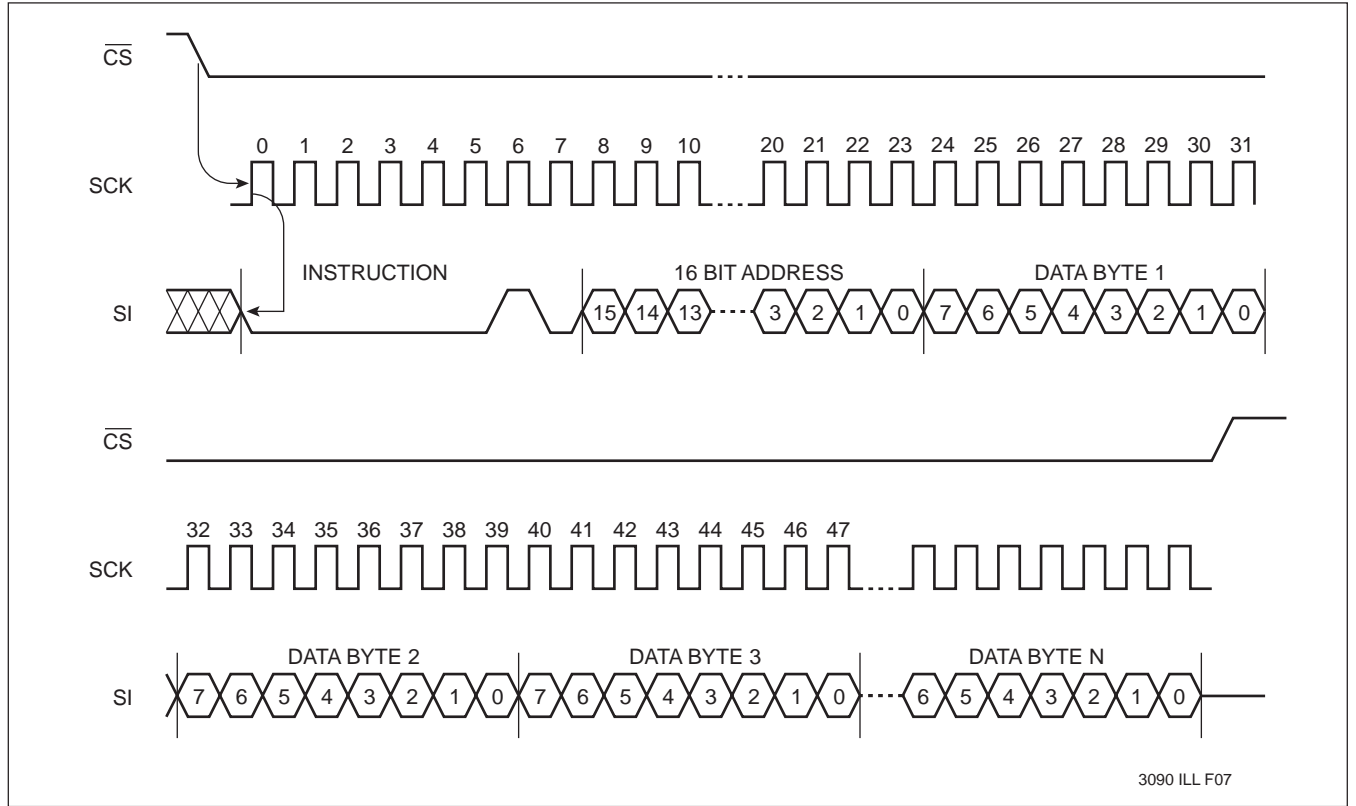 CS
0 1 2 3 4 5 6 7 8 9 10 20 21 22 23 24 25 26 27 28 29 30 31
SCK
INSTRUCTION 16 BIT ADDRESS DATA BYTE 1
SI 15 14 13 3 2 1 0 7 6 5 4 3 2 1 0
CS
32 33 34 35 36 37 38 39 40 41 42 43 44 45 46 47
SCK
DATA BYTE 2 DATA BYTE 3 DATA BYTE N
SI 7 6 5 4 3 2 1 0 7 6 5 4 3 2 1 0 6 5 4 3 2 1 0
3090 ILL F07